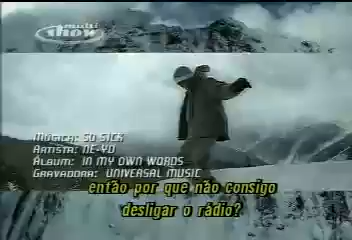 multi
show
MÚSICA: SO SICK
ARTISTA: NE-YO
ÁLBUM: IN MY OWN WORDS
GRAVADORA: UNIVERSAL MUSIC
então por que não consigo
desligar o rádio?